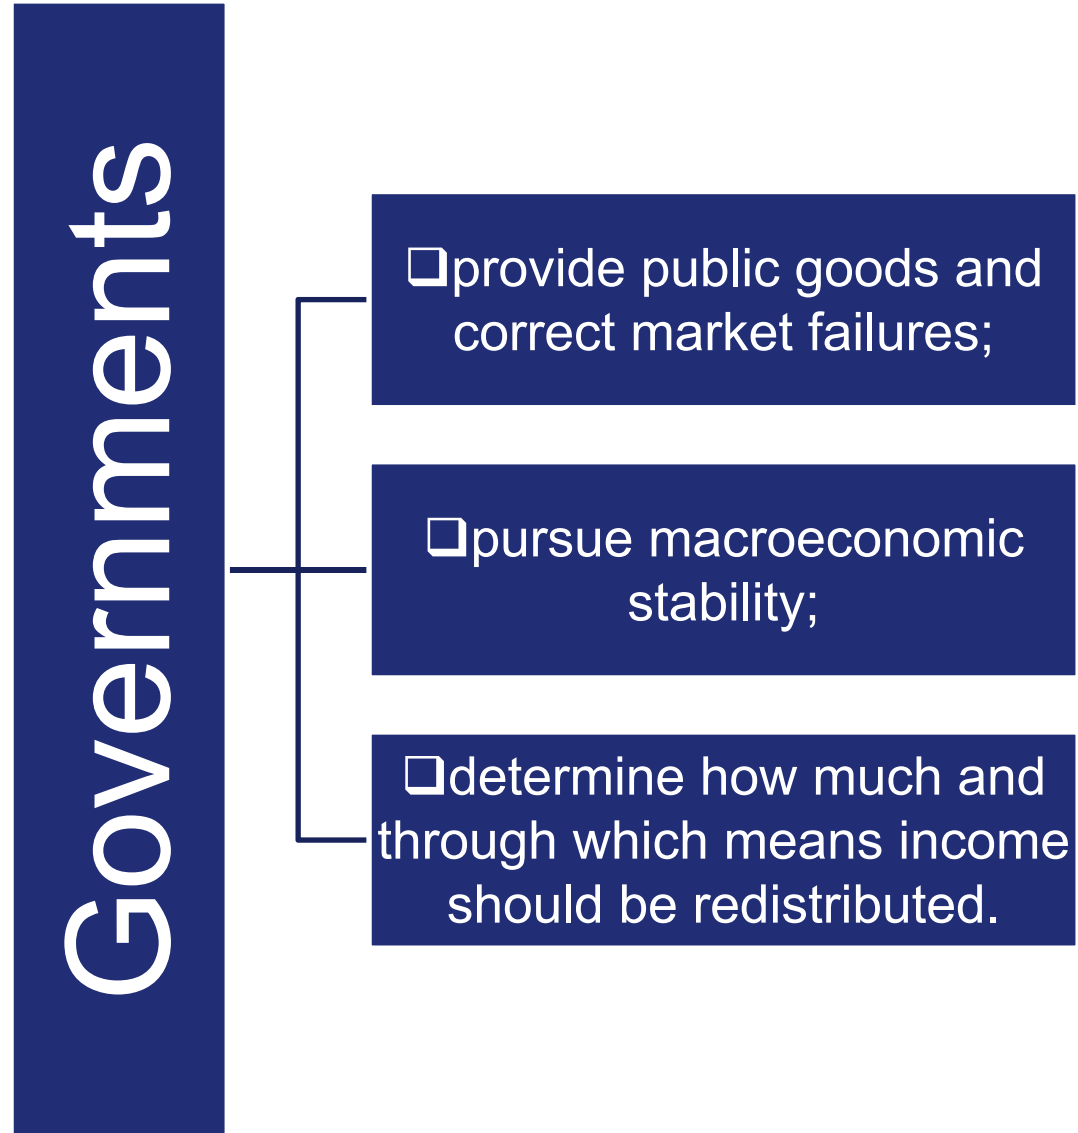 Governments
❑provide public goods and
correct market failures;
❑pursue macroeconomic
stability;
❑determine how much and
through which means income
should be redistributed.